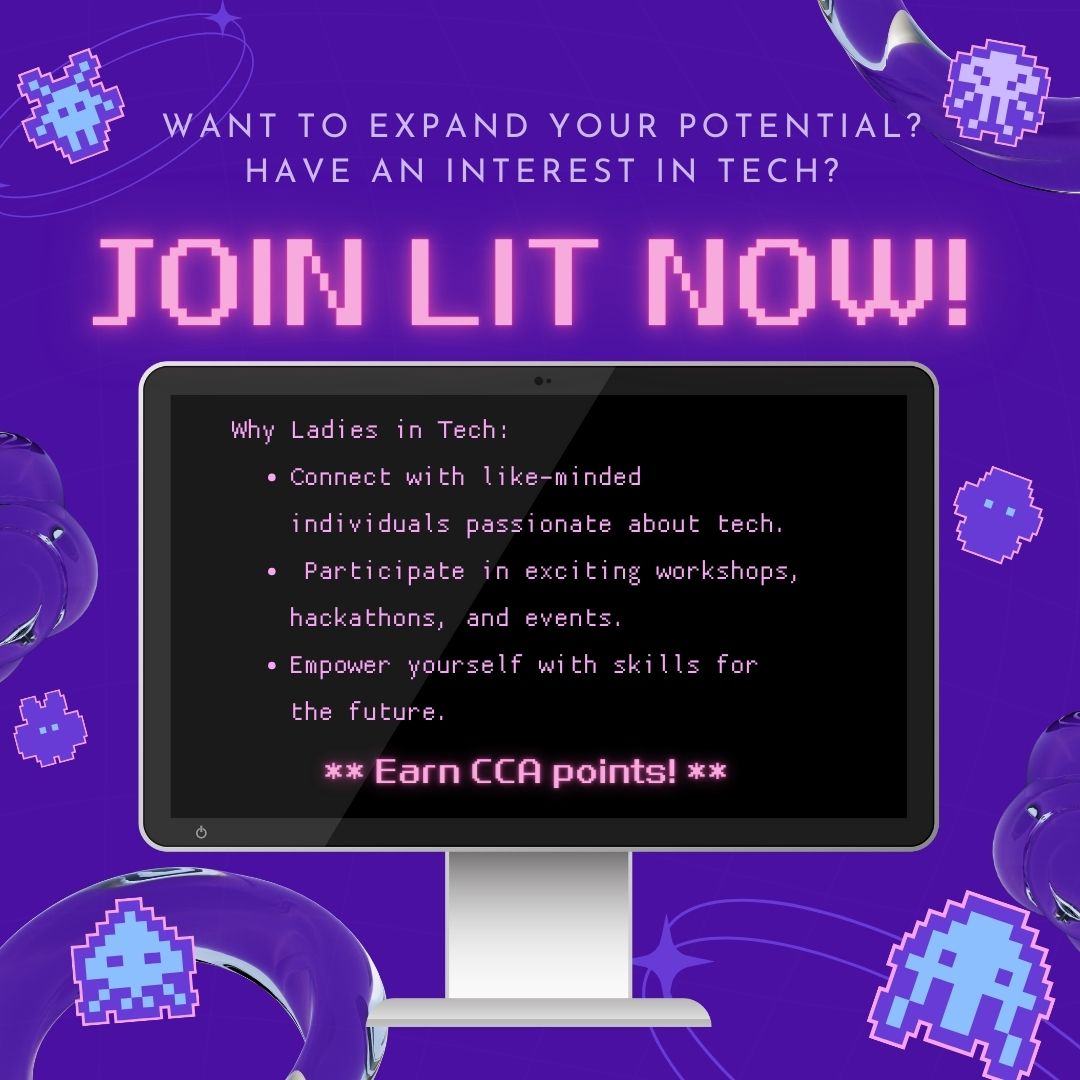 WANT TO EXPAND YOUR POTENTIAL?
HAVE AN INTEREST IN TECH?
JOIN LIT NOW!
Why Ladies in Tech:
• Connect with like-minded
individuals passionate about tech.
• Participate in exciting workshops,
hackathons, and events.
• Empower yourself with skills for
the future.
** Earn CCA points! **